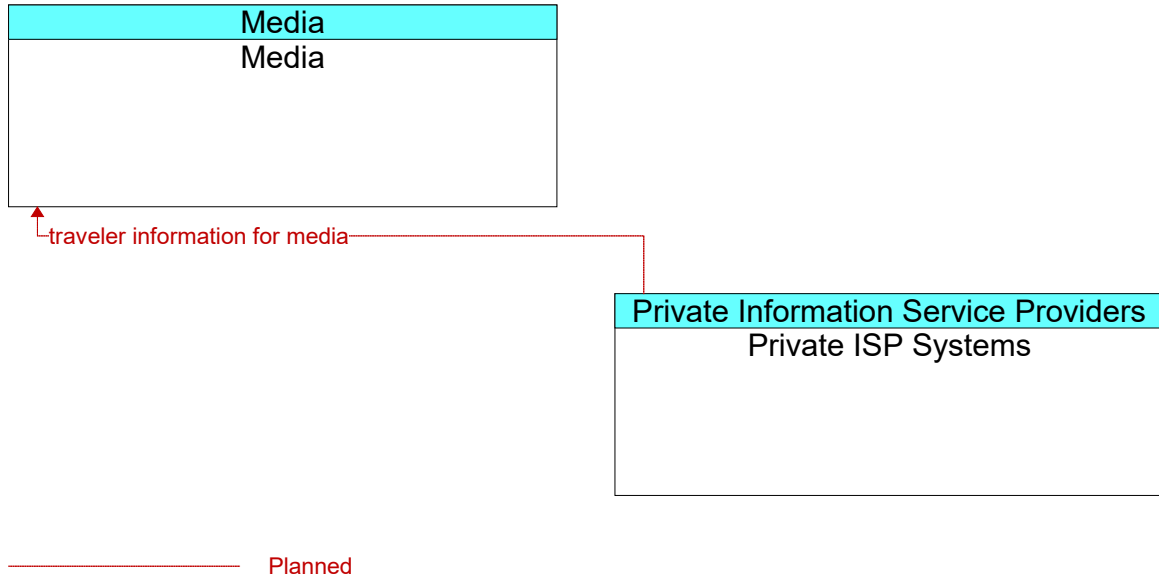 Media
Media
traveler information for media
Private Information Service Providers
Private ISP Systems
Planned